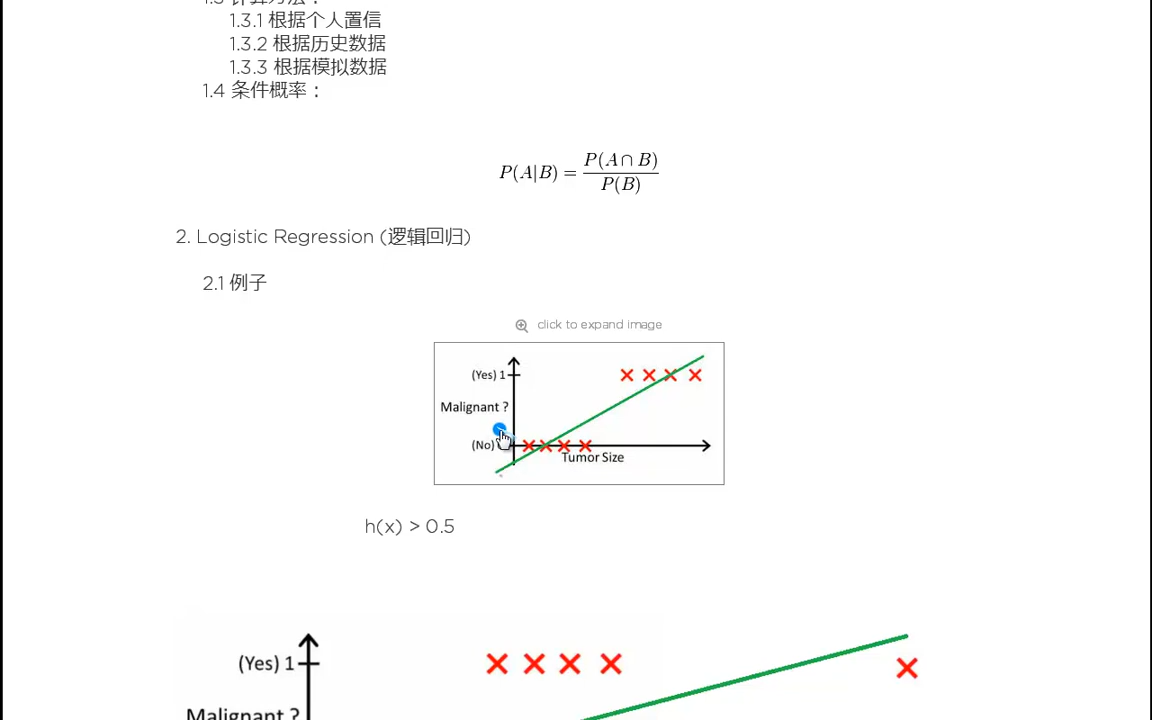 1.3.1 根据个人置信
1.3.2 根据历史数据
1.3.3 根据模拟数据
1.4 条件概率：
P(A|B) = P(A ∩ B) / P(B)
2. Logistic Regression (逻辑回归)
2.1 例子
click to expand image
(Yes) 1
Malignant ?
(No)
Tumor Size
h(x) > 0.5
(Yes) 1
Malignant ?